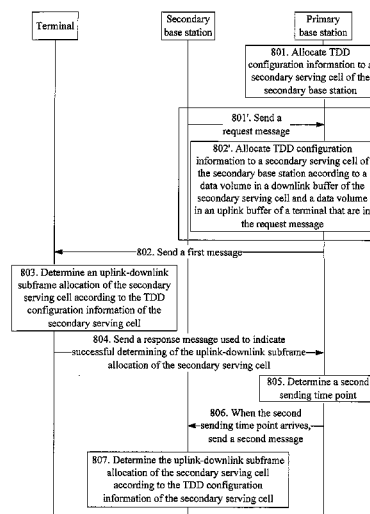 Terminal
Secondary
base station
Primary
base station
801. Allocate TDD
configuration information to a
secondary serving cell of the
secondary base station
801'. Send a
request message
802'. Allocate TDD configuration
information to a secondary serving cell of
the secondary base station according to a
data volume in a downlink buffer of the
secondary serving cell and a data volume
in an uplink buffer of a terminal that are in
the request message
802. Send a first message
803. Determine an uplink-downlink
subframe allocation of the secondary
serving cell according to the TDD
configuration information of the
secondary serving cell
804. Send a response message used to indicate
successful determining of the uplink-downlink subframe
allocation of the secondary serving cell
805. Determine a second
sending time point
806. When the second
sending time point arrives,
send a second message
807. Determine the uplink-downlink subframe
allocation of the secondary serving cell
according to the TDD configuration
information of the secondary serving cell